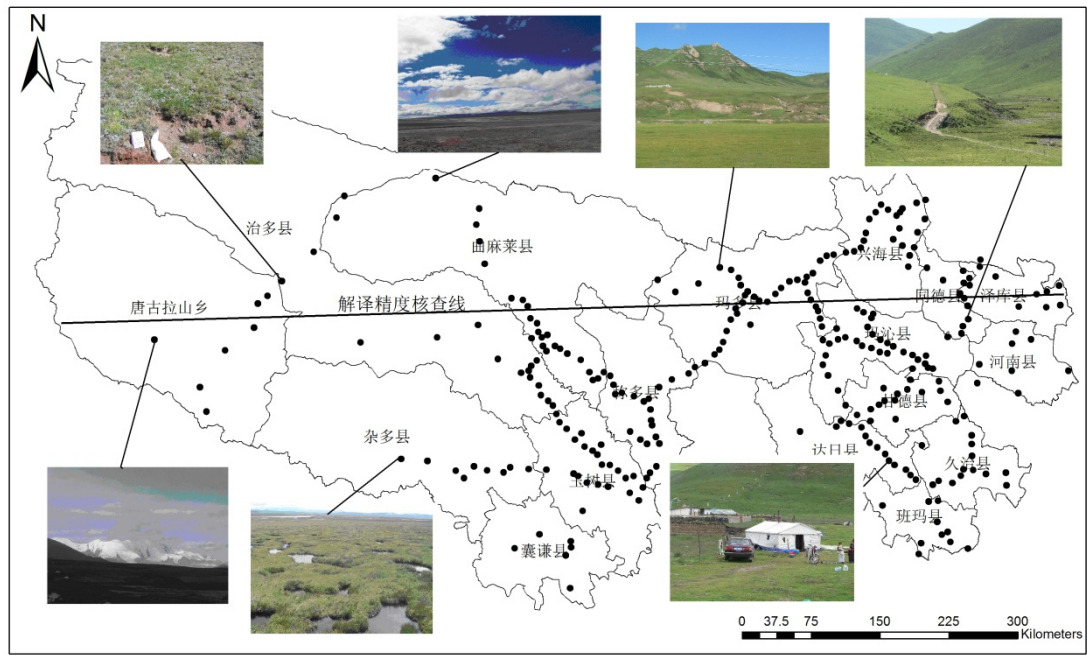 N
治多县
曲麻莱县
兴海县
唐古拉山乡
解译精度核查线
玛多县
同德县
泽库县
玛沁县
河南县
称多县
甘德县
杂多县
达日县
久治县
玉树县
班玛县
囊谦县
0 37.5 75 150 225 300
Kilometers